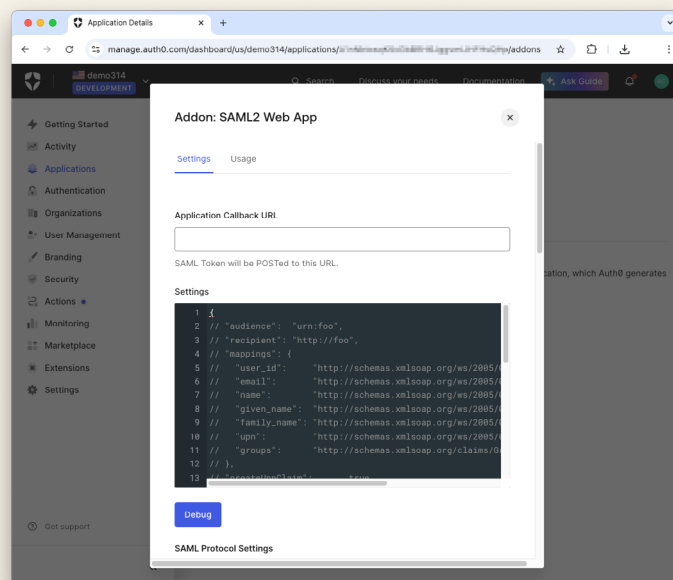 Application Details
manage.auth0.com/dashboard/us/demo314/applications/
/addons
demo314
DEVELOPMENT
Search
Discuss your needs
Documentation
Ask Guide
Getting Started
Activity
Applications
Authentication
Organizations
User Management
Branding
Security
Actions
Monitoring
Marketplace
Extensions
Settings
Get support
Addon: SAML2 Web App
Settings Usage
Application Callback URL
SAML Token will be POSTed to this URL.
Settings
1 {
2 // "audience": "urn:foo",
3 // "recipient": "http://foo",
4 // "mappings": {
5 // "user_id": "http://schemas.xmlsoap.org/ws/2005/
6 // "email": "http://schemas.xmlsoap.org/ws/2005/
7 // "name": "http://schemas.xmlsoap.org/ws/2005/
8 // "given_name": "http://schemas.xmlsoap.org/ws/2005/
9 // "family_name": "http://schemas.xmlsoap.org/ws/2005/
10 // "upn": "http://schemas.xmlsoap.org/ws/2005/
11 // "groups": "http://schemas.xmlsoap.org/claims/G
12 // },
13 // "createUpnClaim": true
Debug
SAML Protocol Settings
cation, which Auth0 generates